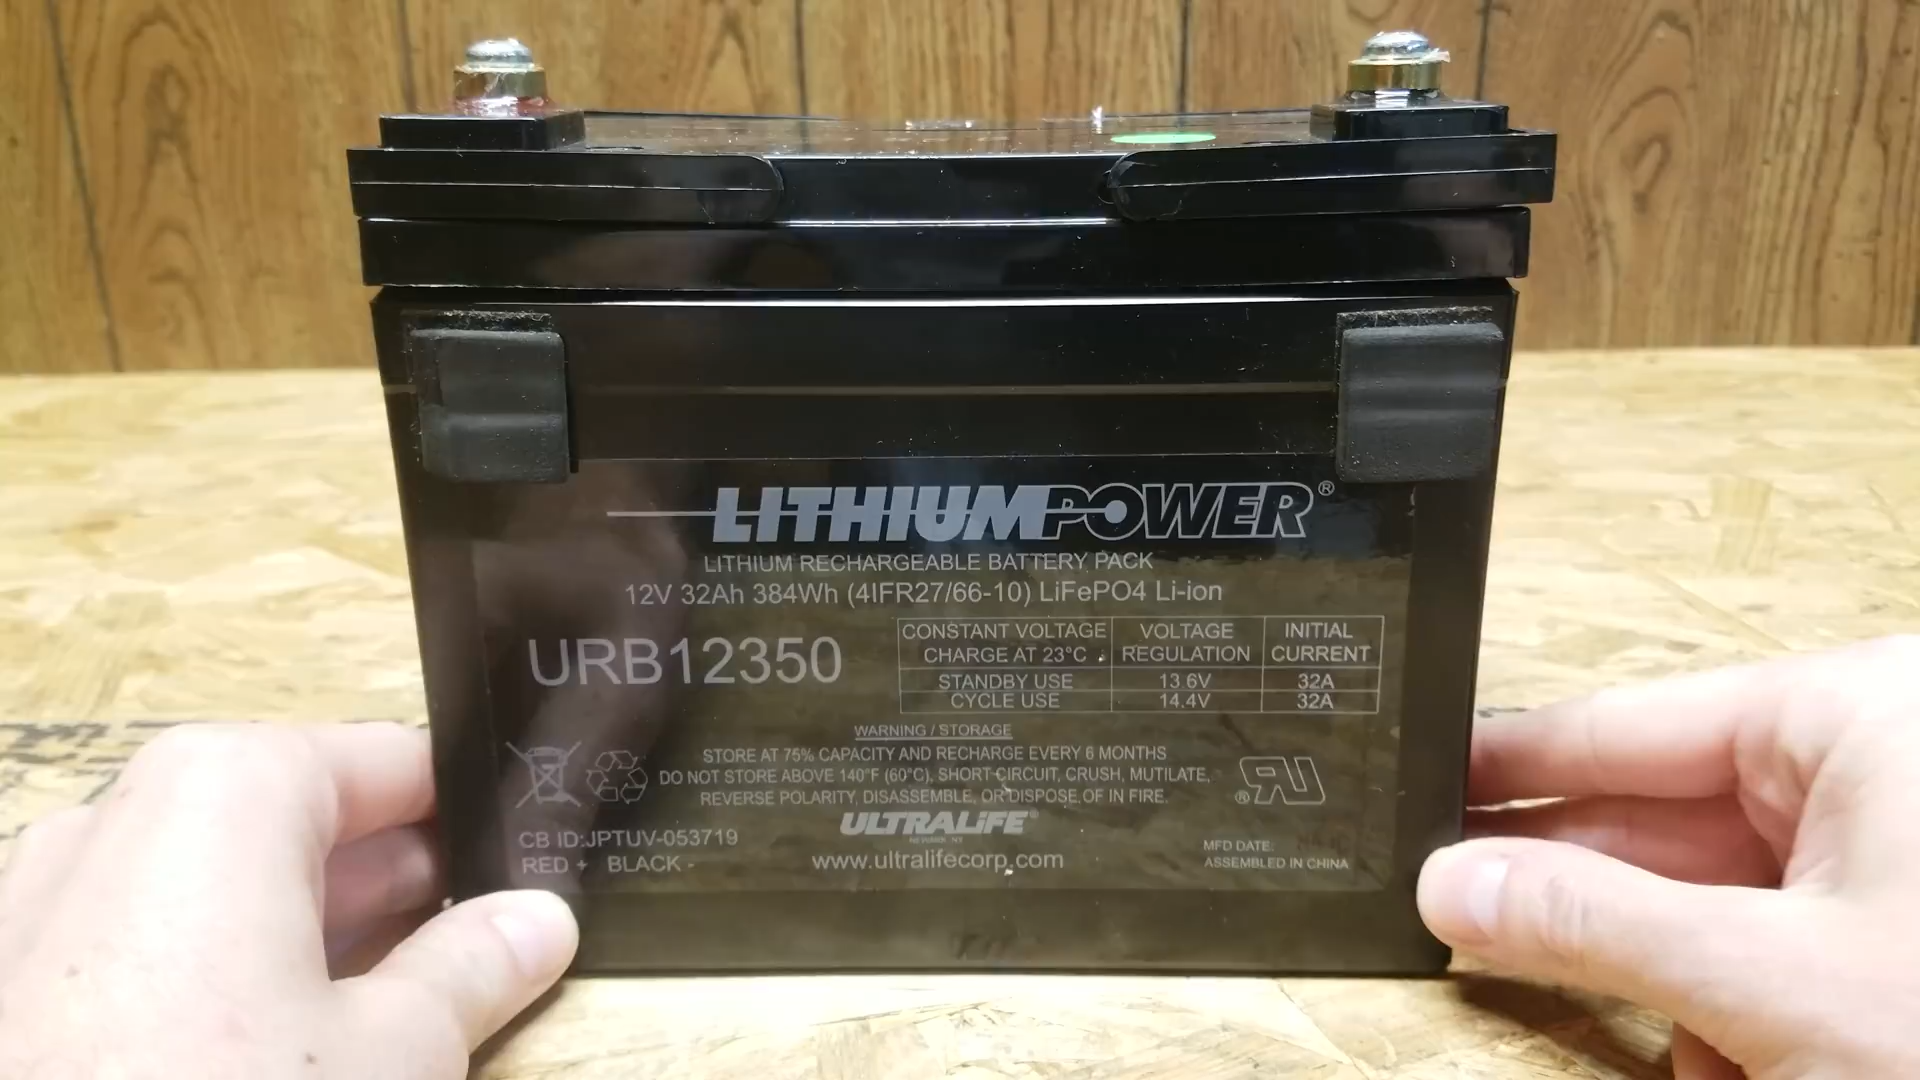 LITHIUMPOWER®
LITHIUM RECHARGEABLE BATTERY PACK
12V 32Ah 384Wh (4IFR27/66-10) LiFePO4 Li-ion
URB12350
CONSTANT VOLTAGE CHARGE AT 23°C VOLTAGE REGULATION INITIAL CURRENT
STANDBY USE 13.6V 32A
CYCLE USE 14.4V 32A
WARNING / STORAGE
STORE AT 75% CAPACITY AND RECHARGE EVERY 6 MONTHS
DO NOT STORE ABOVE 140°F (60°C), SHORT CIRCUIT, CRUSH, MUTILATE,
REVERSE POLARITY, DISASSEMBLE, OR DISPOSE OF IN FIRE.
ULTRALiFE®
NEWARK, NY
CB ID:JPTUV-053719
RED + BLACK -
www.ultralifecorp.com
MFD DATE:
ASSEMBLED IN CHINA